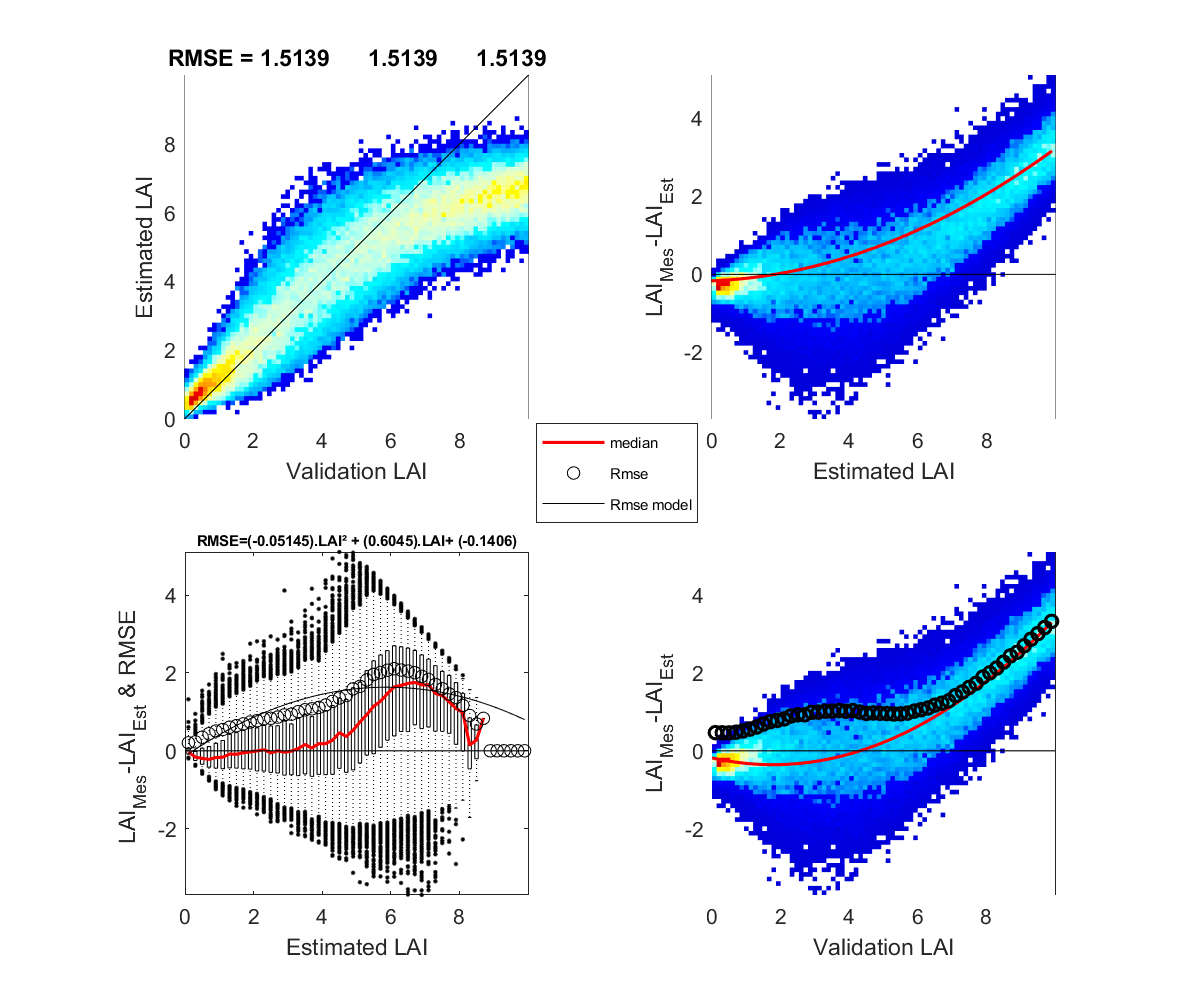 RMSE = 1.5139 1.5139 1.5139
Estimated LAI
8
6
4
2
0
0 2 4 6 8
Validation LAI
LAI_Mes-LAI_Est
4
2
0
-2
0 2 4 6 8
Estimated LAI
median
Rmse
Rmse model
RMSE=(-0.05145).LAI² + (0.6045).LAI+ (-0.1406)
LAI_Mes-LAI_Est & RMSE
4
2
0
-2
0 2 4 6 8
Estimated LAI
LAI_Mes-LAI_Est
4
2
0
-2
0 2 4 6 8
Validation LAI